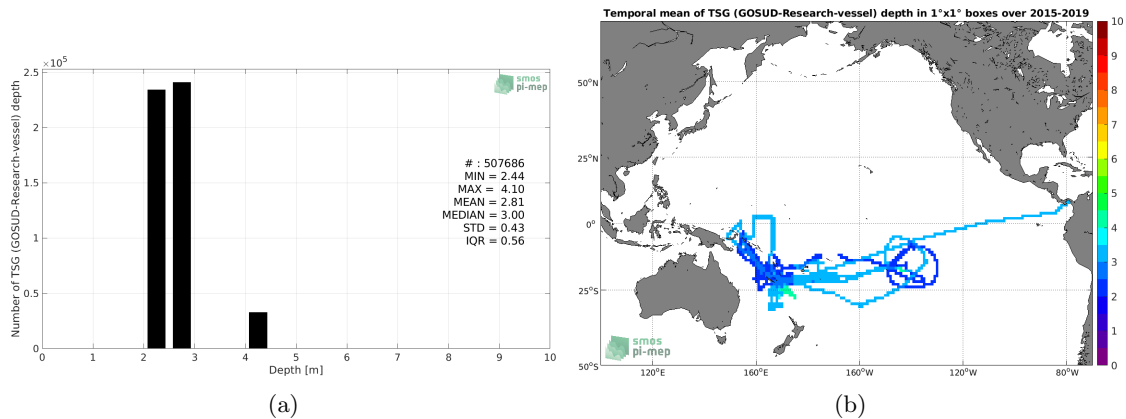 ×10^5
2.5
2
1.5
1
0.5
0
Number of TSG (GOSUD-Research-vessel) depth
smos
pi-mep
# : 507686
MIN = 2.44
MAX = 4.10
MEAN = 2.81
MEDIAN = 3.00
STD = 0.43
IQR = 0.56
0 1 2 3 4 5 6 7 8 9 10
Depth [m]
(a)
Temporal mean of TSG (GOSUD-Research-vessel) depth in 1°x1° boxes over 2015-2019
50°N
25°N
0°
25°S
50°S
120°E 160°E 160°W 120°W 80°W
smos
pi-mep
10
9
8
7
6
5
4
3
2
1
0
(b)